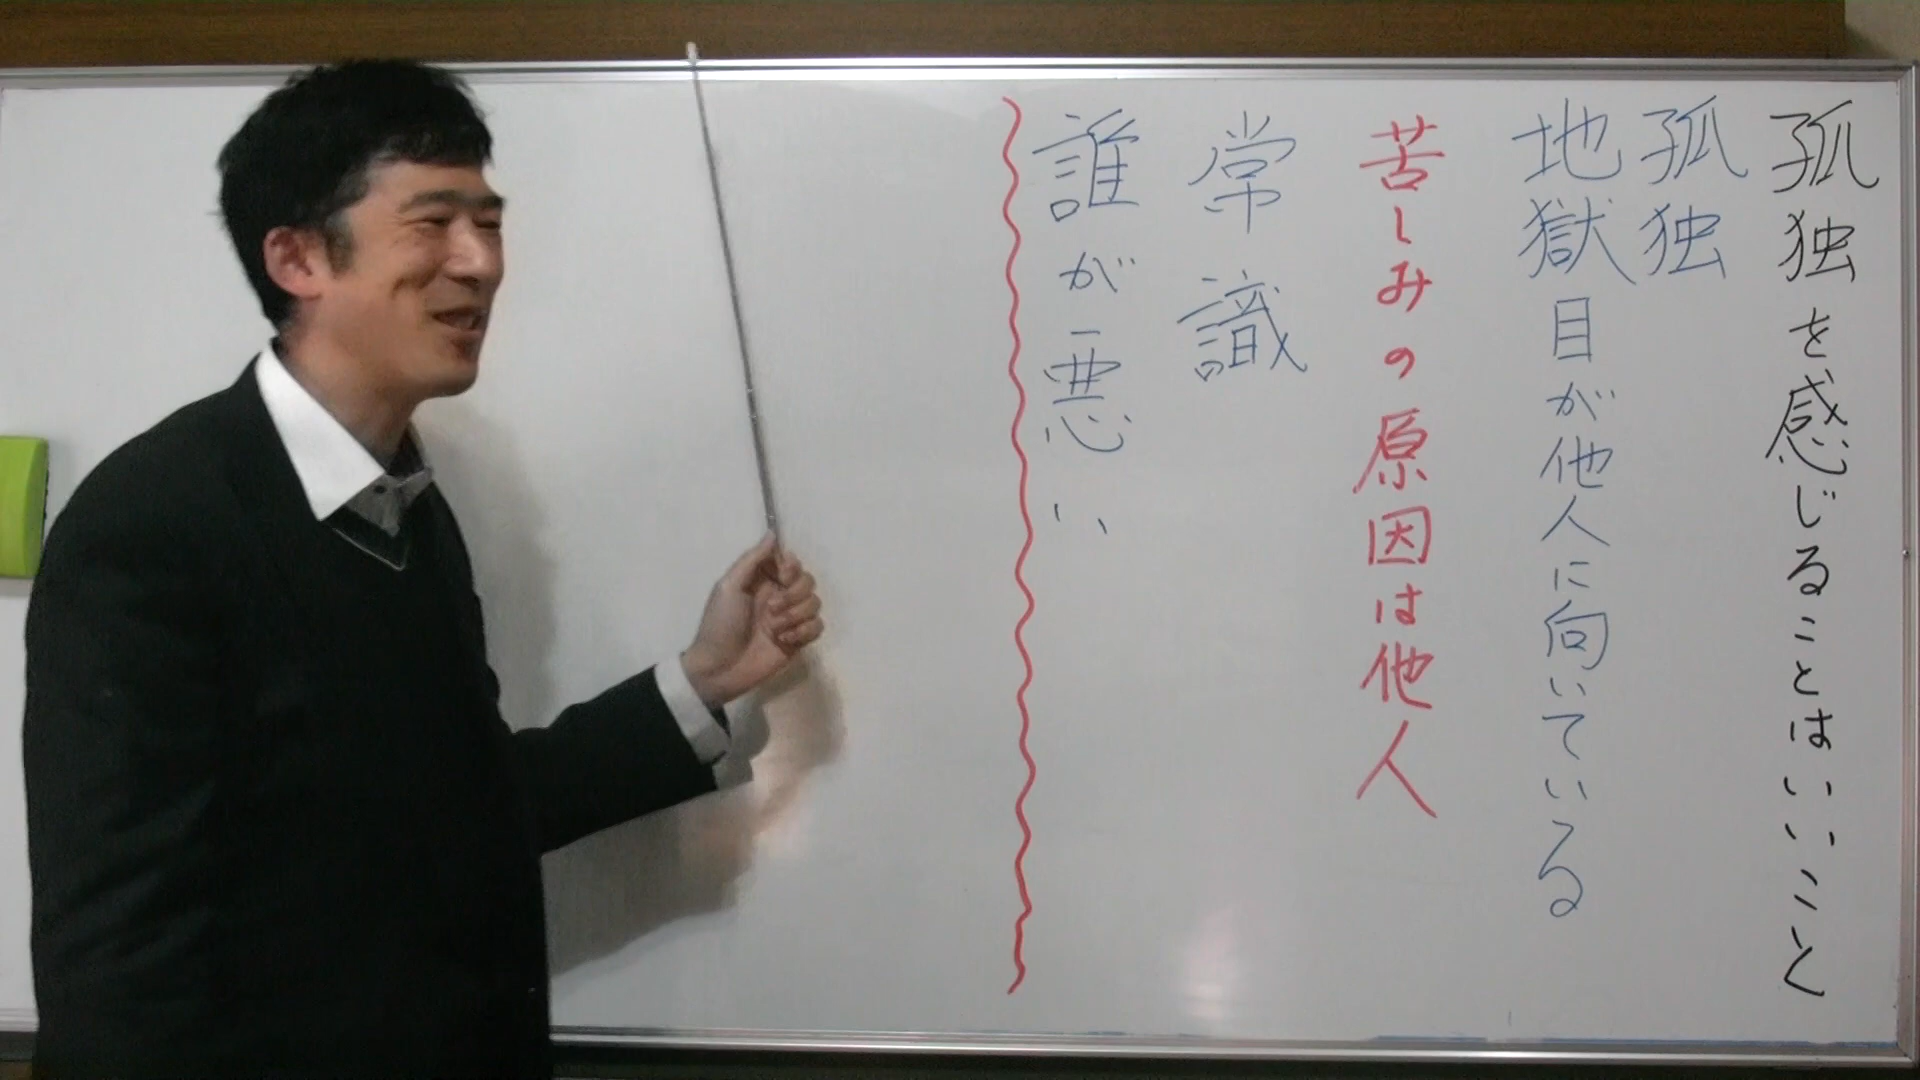 孤独を感じることはいいこと
孤独
地獄目が他人に向いている
苦しみの原因は他人
常識
誰が悪い